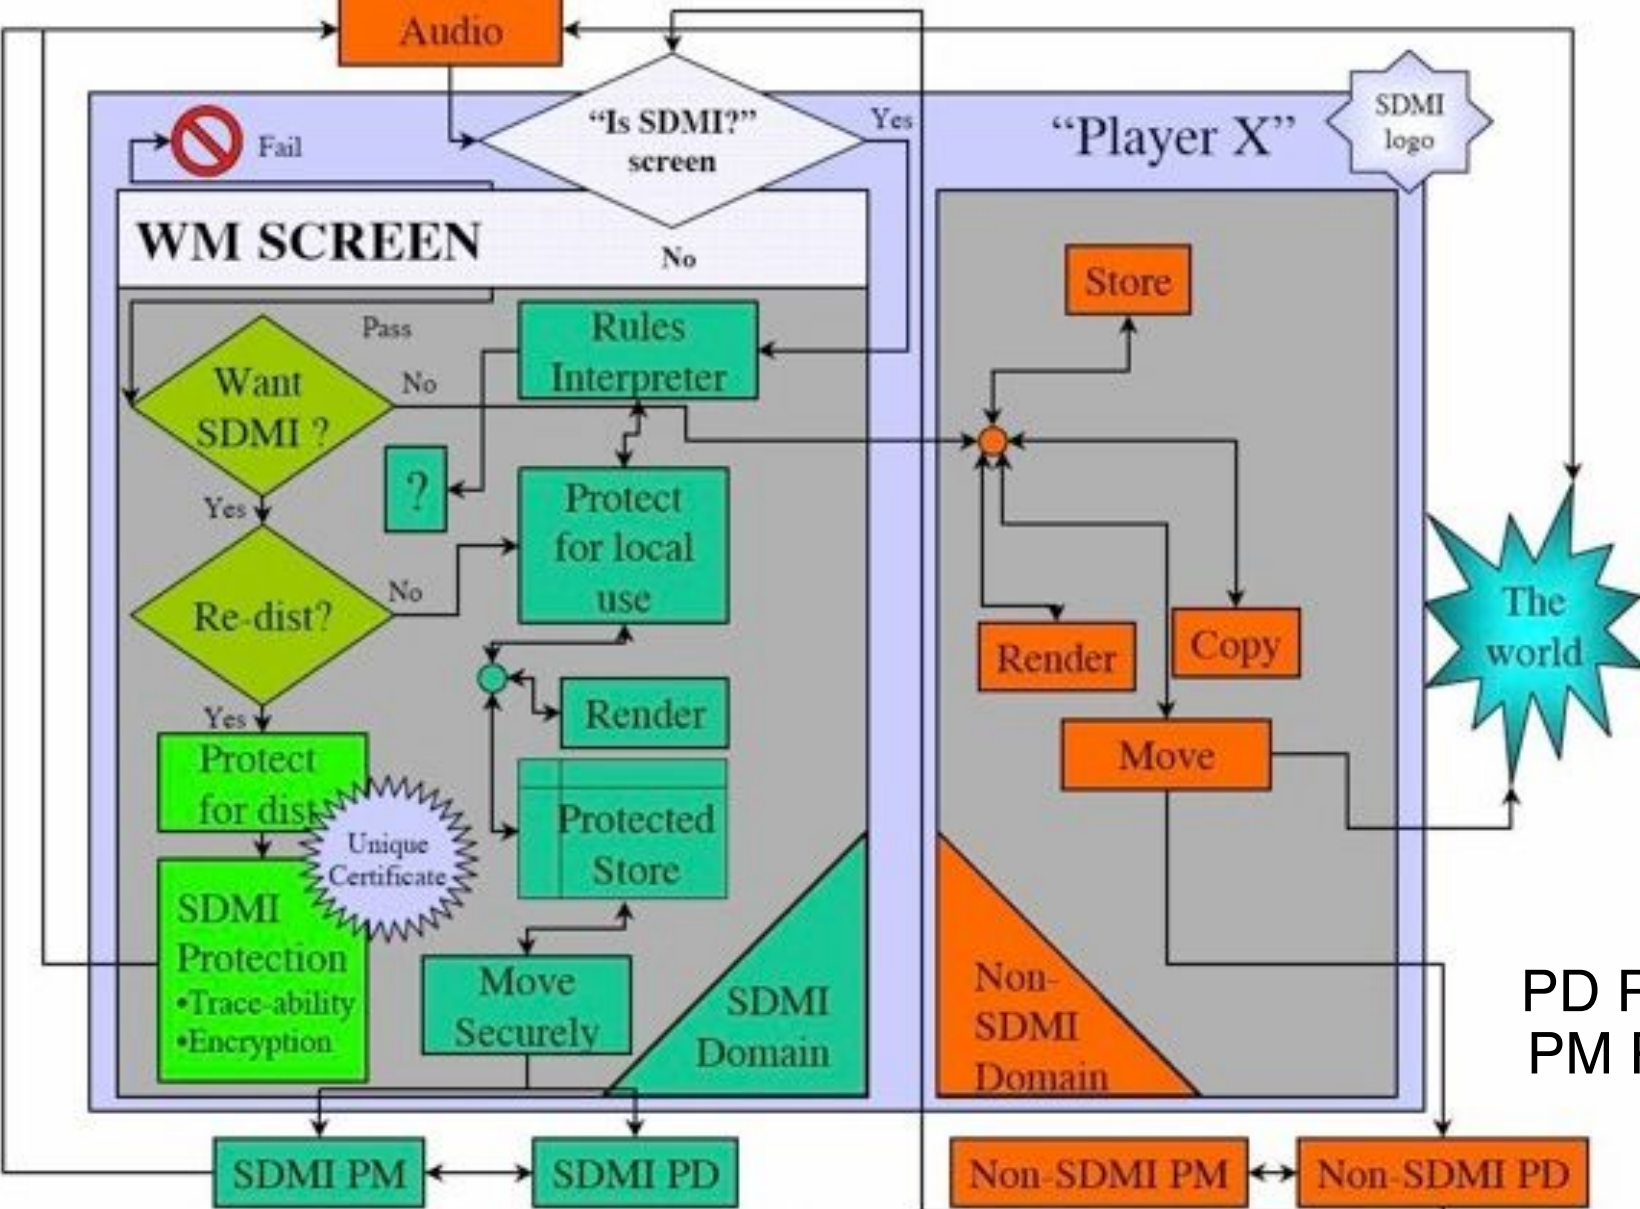 Audio
"Is SDMI?"
screen
Yes
"Player X"
SDMI
logo
Fail
WM SCREEN
No
Store
Pass
Rules
Interpreter
Want
SDMI ?
No
?
Protect
for local
use
Yes
Re-dist?
No
The
world
Render
Copy
Yes
Render
Move
Protect
for dist
Unique
Certificate
Protected
Store
SDMI
Protection
•Trace-ability
•Encryption
Move
Securely
SDMI
Domain
Non-
SDMI
Domain
PD
PM
SDMI PM
SDMI PD
Non-SDMI PM
Non-SDMI PD